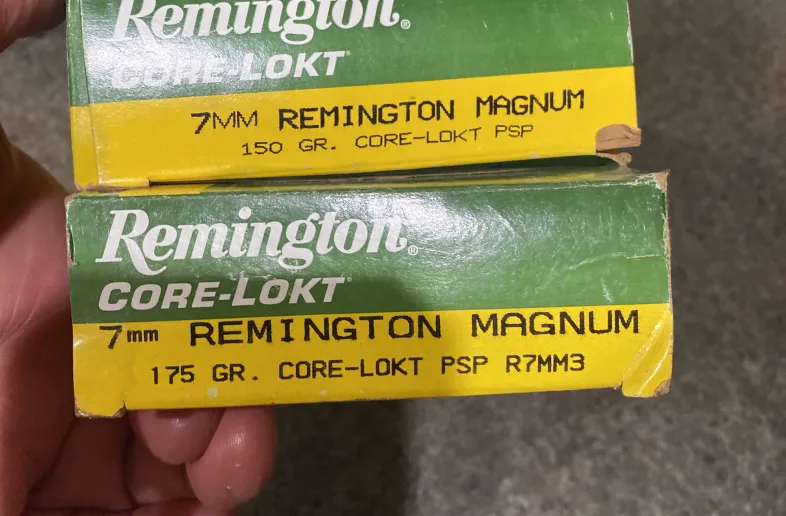 Remington®
CORE-LOKT
7MM REMINGTON MAGNUM
150 GR. CORE-LOKT PSP
Remington®
CORE-LOKT
7mm REMINGTON MAGNUM
175 GR. CORE-LOKT PSP R7MM3